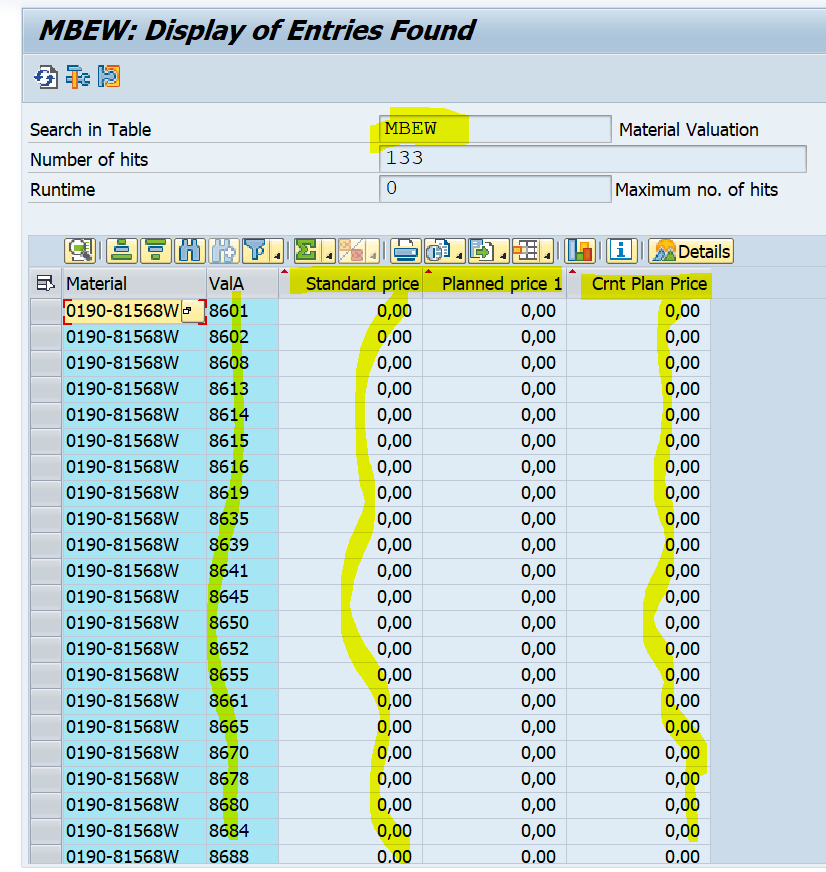 MBEW: Display of Entries Found
Search in Table MBEW Material Valuation
Number of hits 133
Runtime 0 Maximum no. of hits
Details
Material ValA Standard price Planned price 1 Crnt Plan Price
0190-81568W 8601 0,00 0,00 0,00
0190-81568W 8602 0,00 0,00 0,00
0190-81568W 8608 0,00 0,00 0,00
0190-81568W 8613 0,00 0,00 0,00
0190-81568W 8614 0,00 0,00 0,00
0190-81568W 8615 0,00 0,00 0,00
0190-81568W 8616 0,00 0,00 0,00
0190-81568W 8619 0,00 0,00 0,00
0190-81568W 8635 0,00 0,00 0,00
0190-81568W 8639 0,00 0,00 0,00
0190-81568W 8641 0,00 0,00 0,00
0190-81568W 8645 0,00 0,00 0,00
0190-81568W 8650 0,00 0,00 0,00
0190-81568W 8652 0,00 0,00 0,00
0190-81568W 8655 0,00 0,00 0,00
0190-81568W 8661 0,00 0,00 0,00
0190-81568W 8665 0,00 0,00 0,00
0190-81568W 8670 0,00 0,00 0,00
0190-81568W 8678 0,00 0,00 0,00
0190-81568W 8680 0,00 0,00 0,00
0190-81568W 8684 0,00 0,00 0,00
0190-81568W 8688 0,00 0,00 0,00